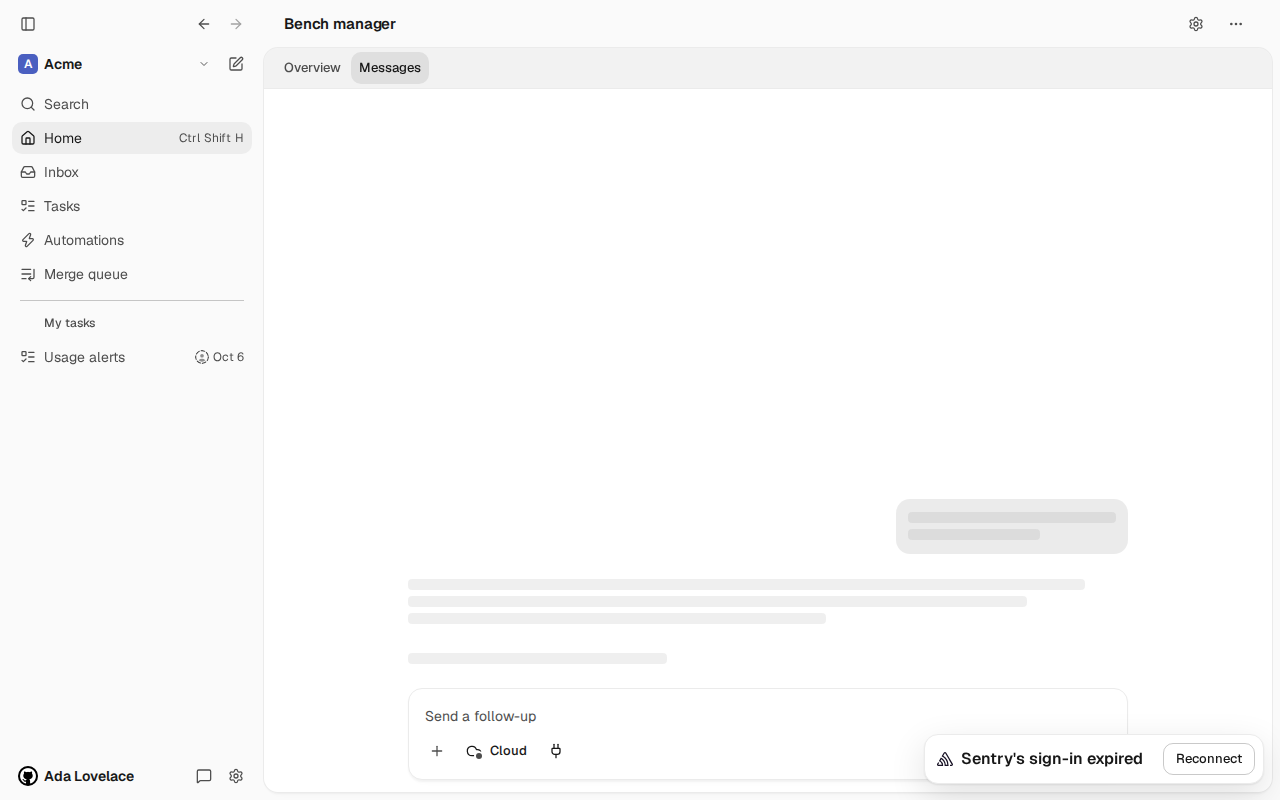 Bench manager
A Acme
Overview
Messages
Search
Home Ctrl Shift H
Inbox
Tasks
Automations
Merge queue
My tasks
Usage alerts Oct 6
Send a follow-up
Cloud
Sentry's sign-in expired Reconnect
Ada Lovelace